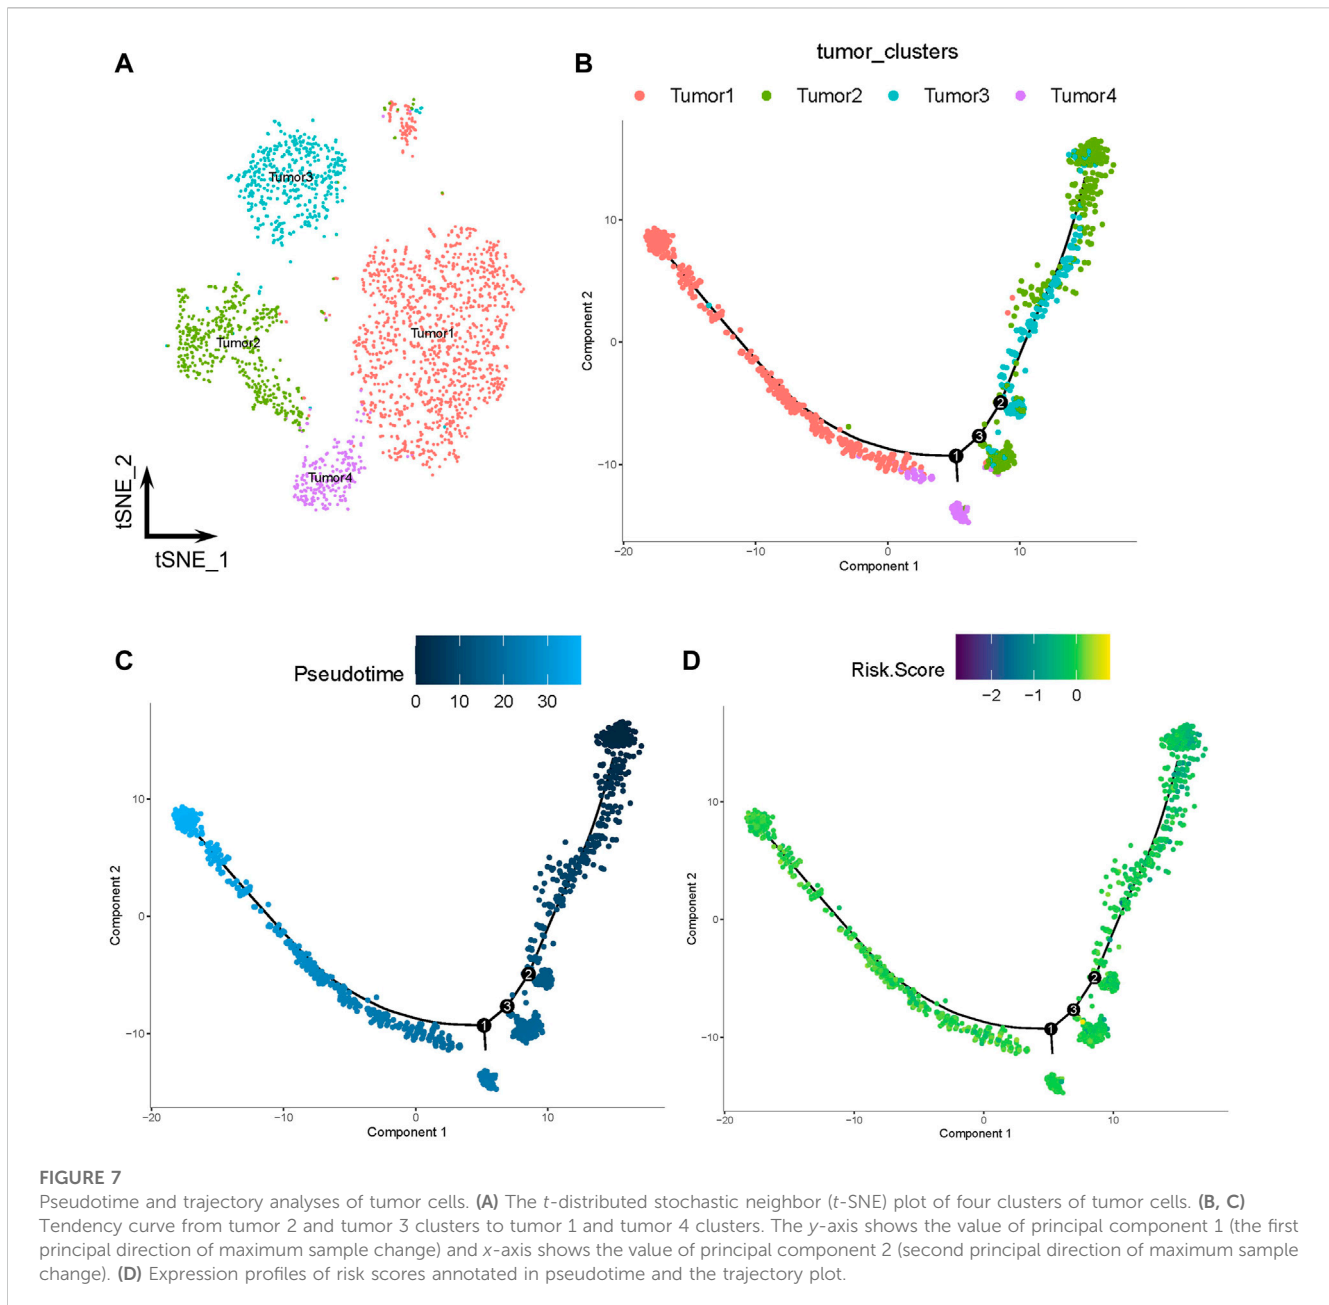 A
Tumor3
Tumor1
Tumor2
Tumor4
tSNE_2
tSNE_1
B
tumor_clusters
Tumor1 Tumor2 Tumor3 Tumor4
Component 2
10
0
−10
2
3
1
−20 −10 0 10
Component 1
C
Pseudotime
0 10 20 30
Component 2
10
0
−10
2
3
1
−20 −10 0 10
Component 1
D
Risk.Score
−2 −1 0
Component 2
10
0
−10
2
3
1
−20 −10 0 10
Component 1
FIGURE 7
Pseudotime and trajectory analyses of tumor cells. (A) The t-distributed stochastic neighbor (t-SNE) plot of four clusters of tumor cells. (B, C)
Tendency curve from tumor 2 and tumor 3 clusters to tumor 1 and tumor 4 clusters. The y-axis shows the value of principal component 1 (the first
principal direction of maximum sample change) and x-axis shows the value of principal component 2 (second principal direction of maximum sample
change). (D) Expression profiles of risk scores annotated in pseudotime and the trajectory plot.